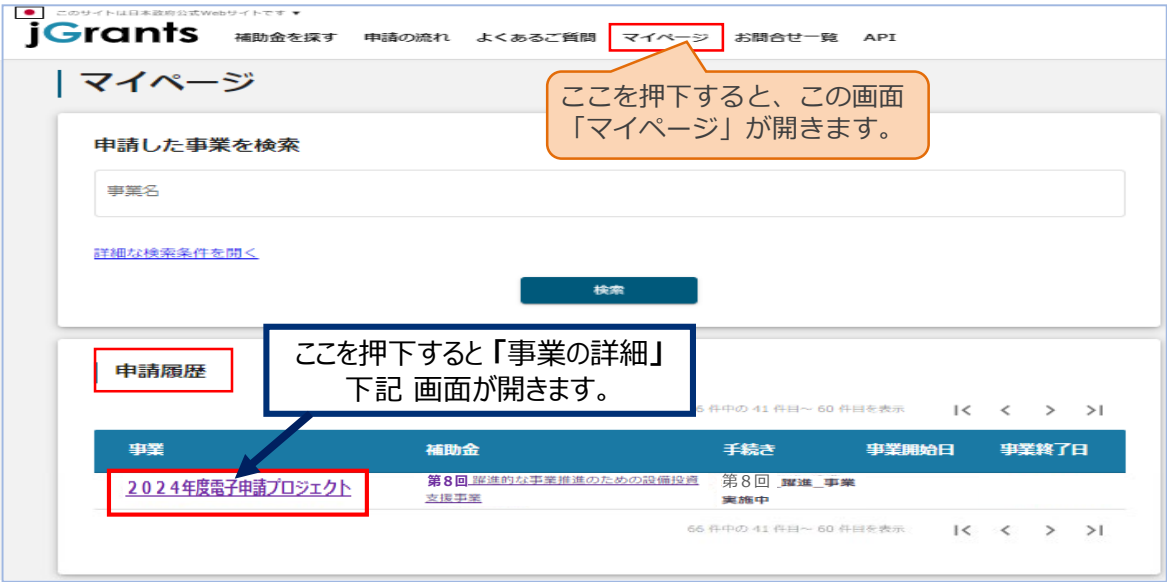 このサイトは日本政府公式Webサイトです ▼
jGrants 補助金を探す 申請の流れ よくあるご質問 マイページ お問合せ一覧 API
マイページ
ここを押下すると、この画面
「マイページ」が開きます。
申請した事業を検索
事業名
詳細な検索条件を開く
検索
ここを押下すると「事業の詳細」
下記 画面が開きます。
申請履歴
件中の 41 件目~ 60 件目を表示 |< < > >|
事業 補助金 手続き 事業開始日 事業終了日
2024年度電子申請プロジェクト 第8回 躍進的な事業推進のための設備投資 第8回 躍進_事業
支援事業 実施中
66 件中の 41 件目~ 60 件目を表示 |< < > >|